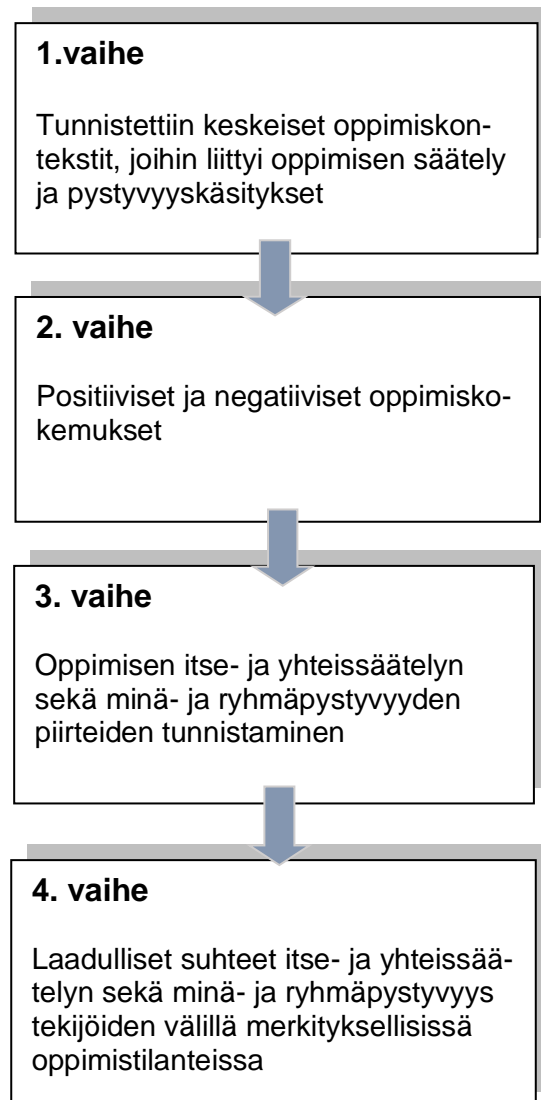 1.vaihe
Tunnistettiin keskeiset oppimiskon-
tekstit, joihin liittyi oppimisen säätely
ja pystyvyyskäsitykset
2. vaihe
Positiiviset ja negatiiviset oppimisko-
kemukset
3. vaihe
Oppimisen itse- ja yhteissäätelyn
sekä minä- ja ryhmäpystyvyyden
piirteiden tunnistaminen
4. vaihe
Laadulliset suhteet itse- ja yhteissää-
telyn sekä minä- ja ryhmäpystyvyys
tekijöiden välillä merkityksellisissä
oppimistilanteissa